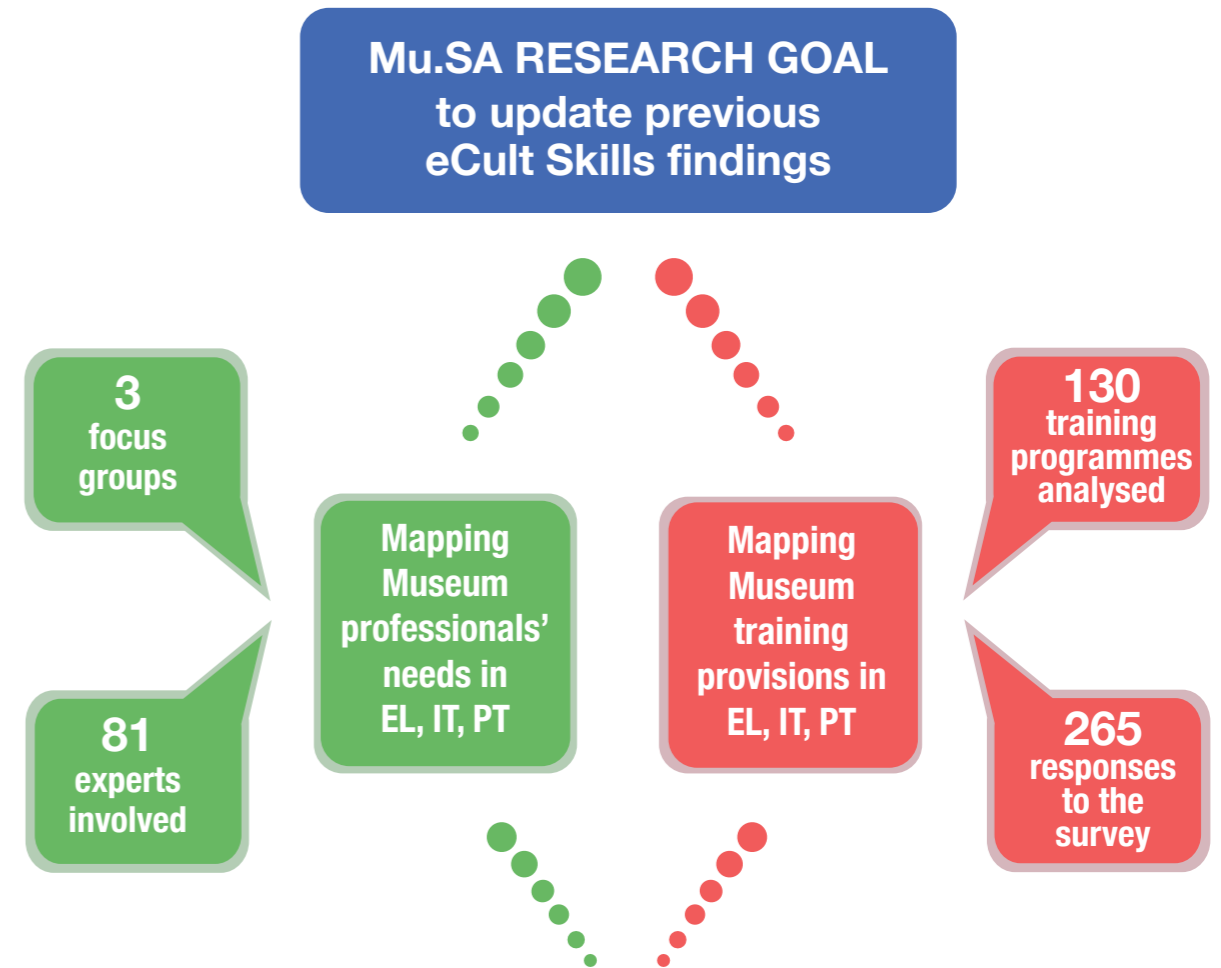 Mu.SA RESEARCH GOAL
to update previous
eCult Skills findings
3
focus
groups
81
experts
involved
Mapping
Museum
professionals’
needs in
EL, IT, PT
Mapping
Museum
training
provisions in
EL, IT, PT
130
training
programmes
analysed
265
responses
to the
survey